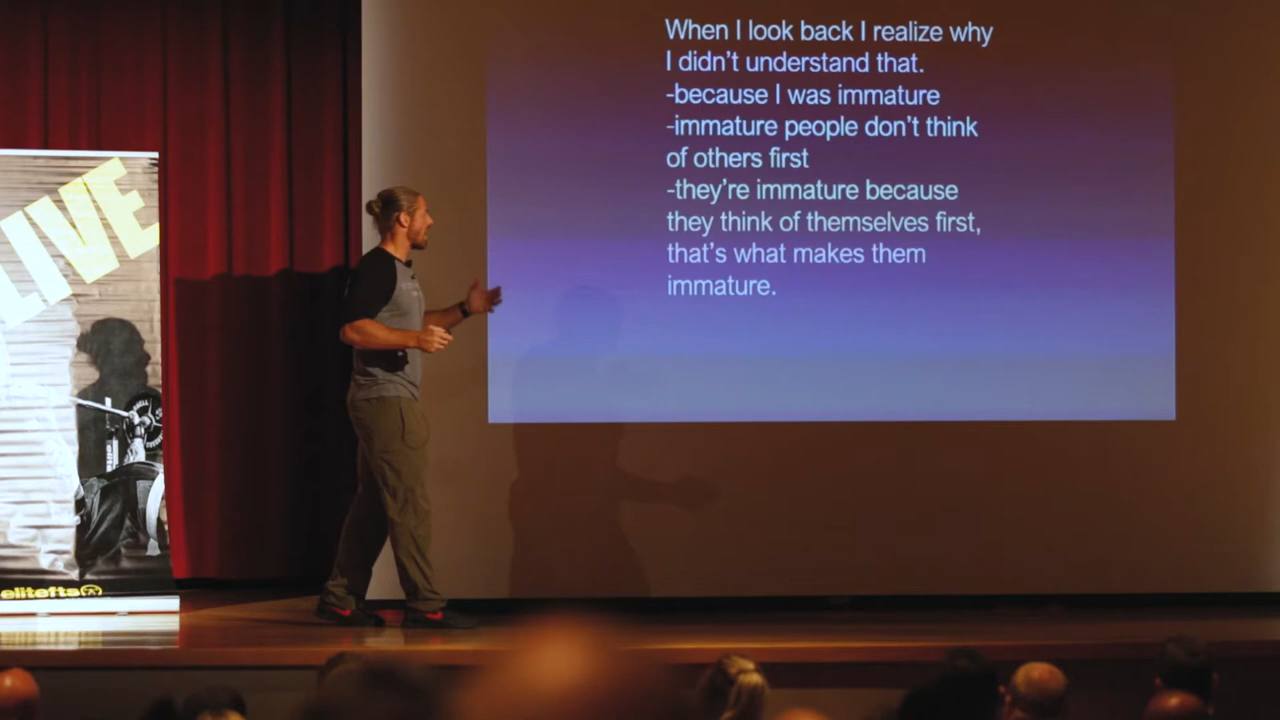 When I look back I realize why
I didn't understand that.
-because I was immature
-immature people don't think
of others first
-they're immature because
they think of themselves first,
that's what makes them
immature.
LIVE
elitefts